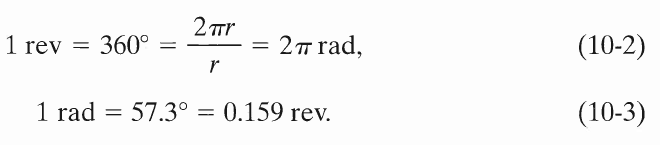 1 rev = 360° = 2πr/r = 2π rad, (10-2)
1 rad = 57.3° = 0.159 rev. (10-3)